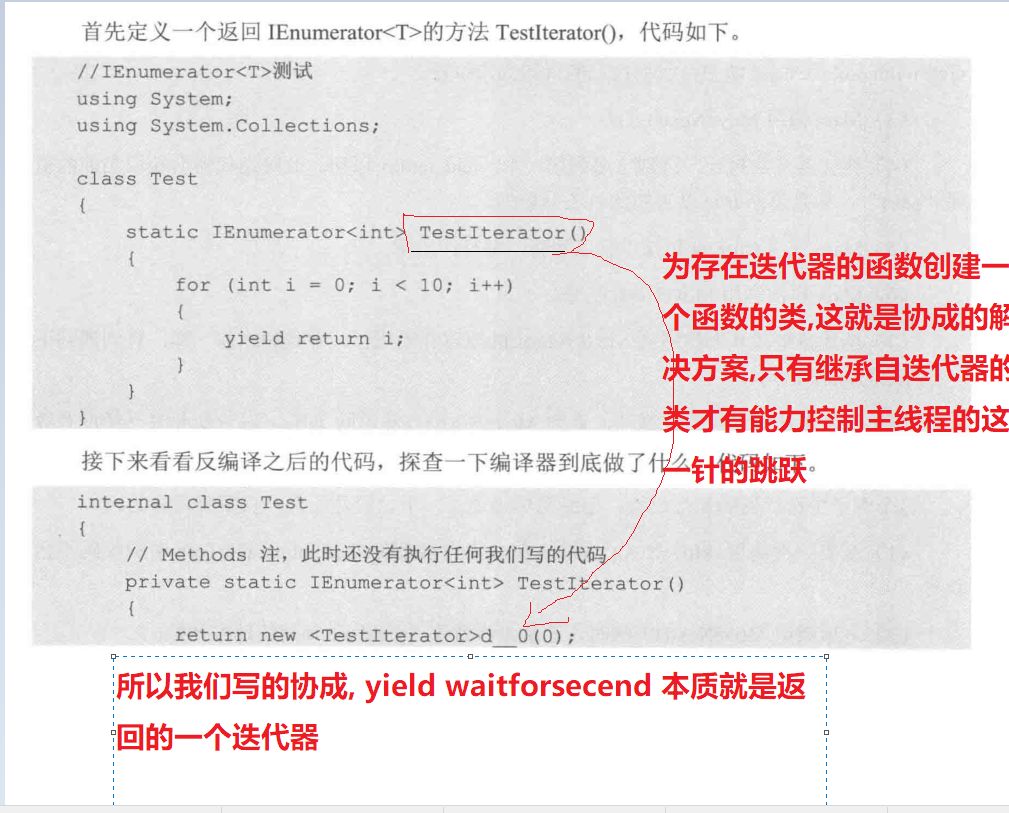 首先定义一个返回 IEnumerator<T>的方法 TestIterator()，代码如下。
//IEnumerator<T>测试
using System;
using System.Collections;
class Test
{
static IEnumerator<int> TestIterator()
{
for (int i = 0; i < 10; i++)
{
yield return i;
}
}
}
为存在迭代器的函数创建一
个函数的类,这就是协成的解
决方案,只有继承自迭代器的
类才有能力控制主线程的这
一针的跳跃
接下来看看反编译之后的代码，探查一下编译器到底做了什么，代码如下。
internal class Test
{
// Methods 注，此时还没有执行任何我们写的代码
private static IEnumerator<int> TestIterator()
{
return new <TestIterator>d__0(0);
所以我们写的协成, yield waitforsecend 本质就是返
回的一个迭代器